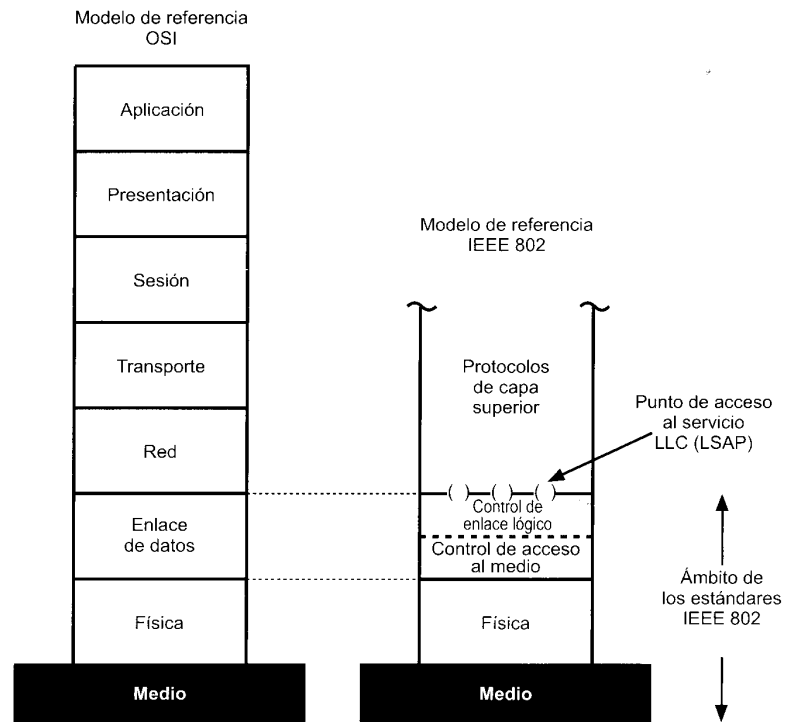 Modelo de referencia
OSI
Aplicación
Presentación
Sesión
Transporte
Red
Enlace
de datos
Física
Medio
Modelo de referencia
IEEE 802
Protocolos
de capa
superior
Punto de acceso
al servicio
LLC (LSAP)
Control de
enlace lógico
Control de acceso
al medio
Física
Medio
Ámbito de
los estándares
IEEE 802